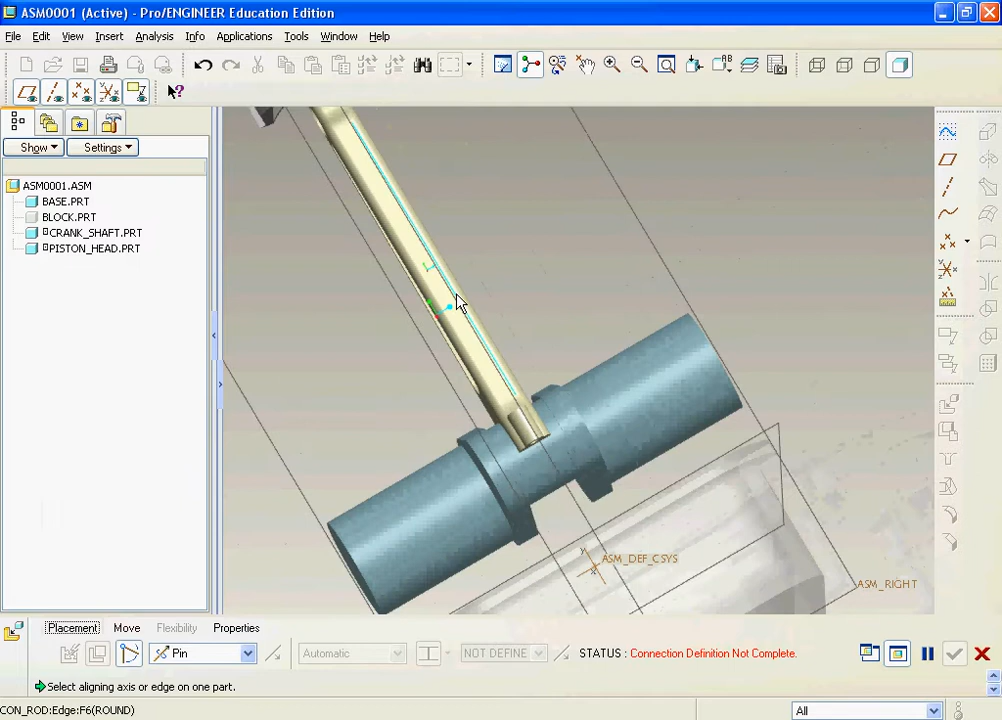 ASM0001 (Active) - Pro/ENGINEER Education Edition
File Edit View Insert Analysis Info Applications Tools Window Help
Show Settings
ASM0001.ASM
BASE.PRT
BLOCK.PRT
CRANK_SHAFT.PRT
PISTON_HEAD.PRT
ASM_DEF_CSYS
ASM_RIGHT
Placement Movement Flexibility Properties
Pin Automatic NOT DEFINE STATUS : Connection Definition Not Complete.
Select aligning axis or edge on one part.
CON_ROD:Edge:F6(ROUND) All